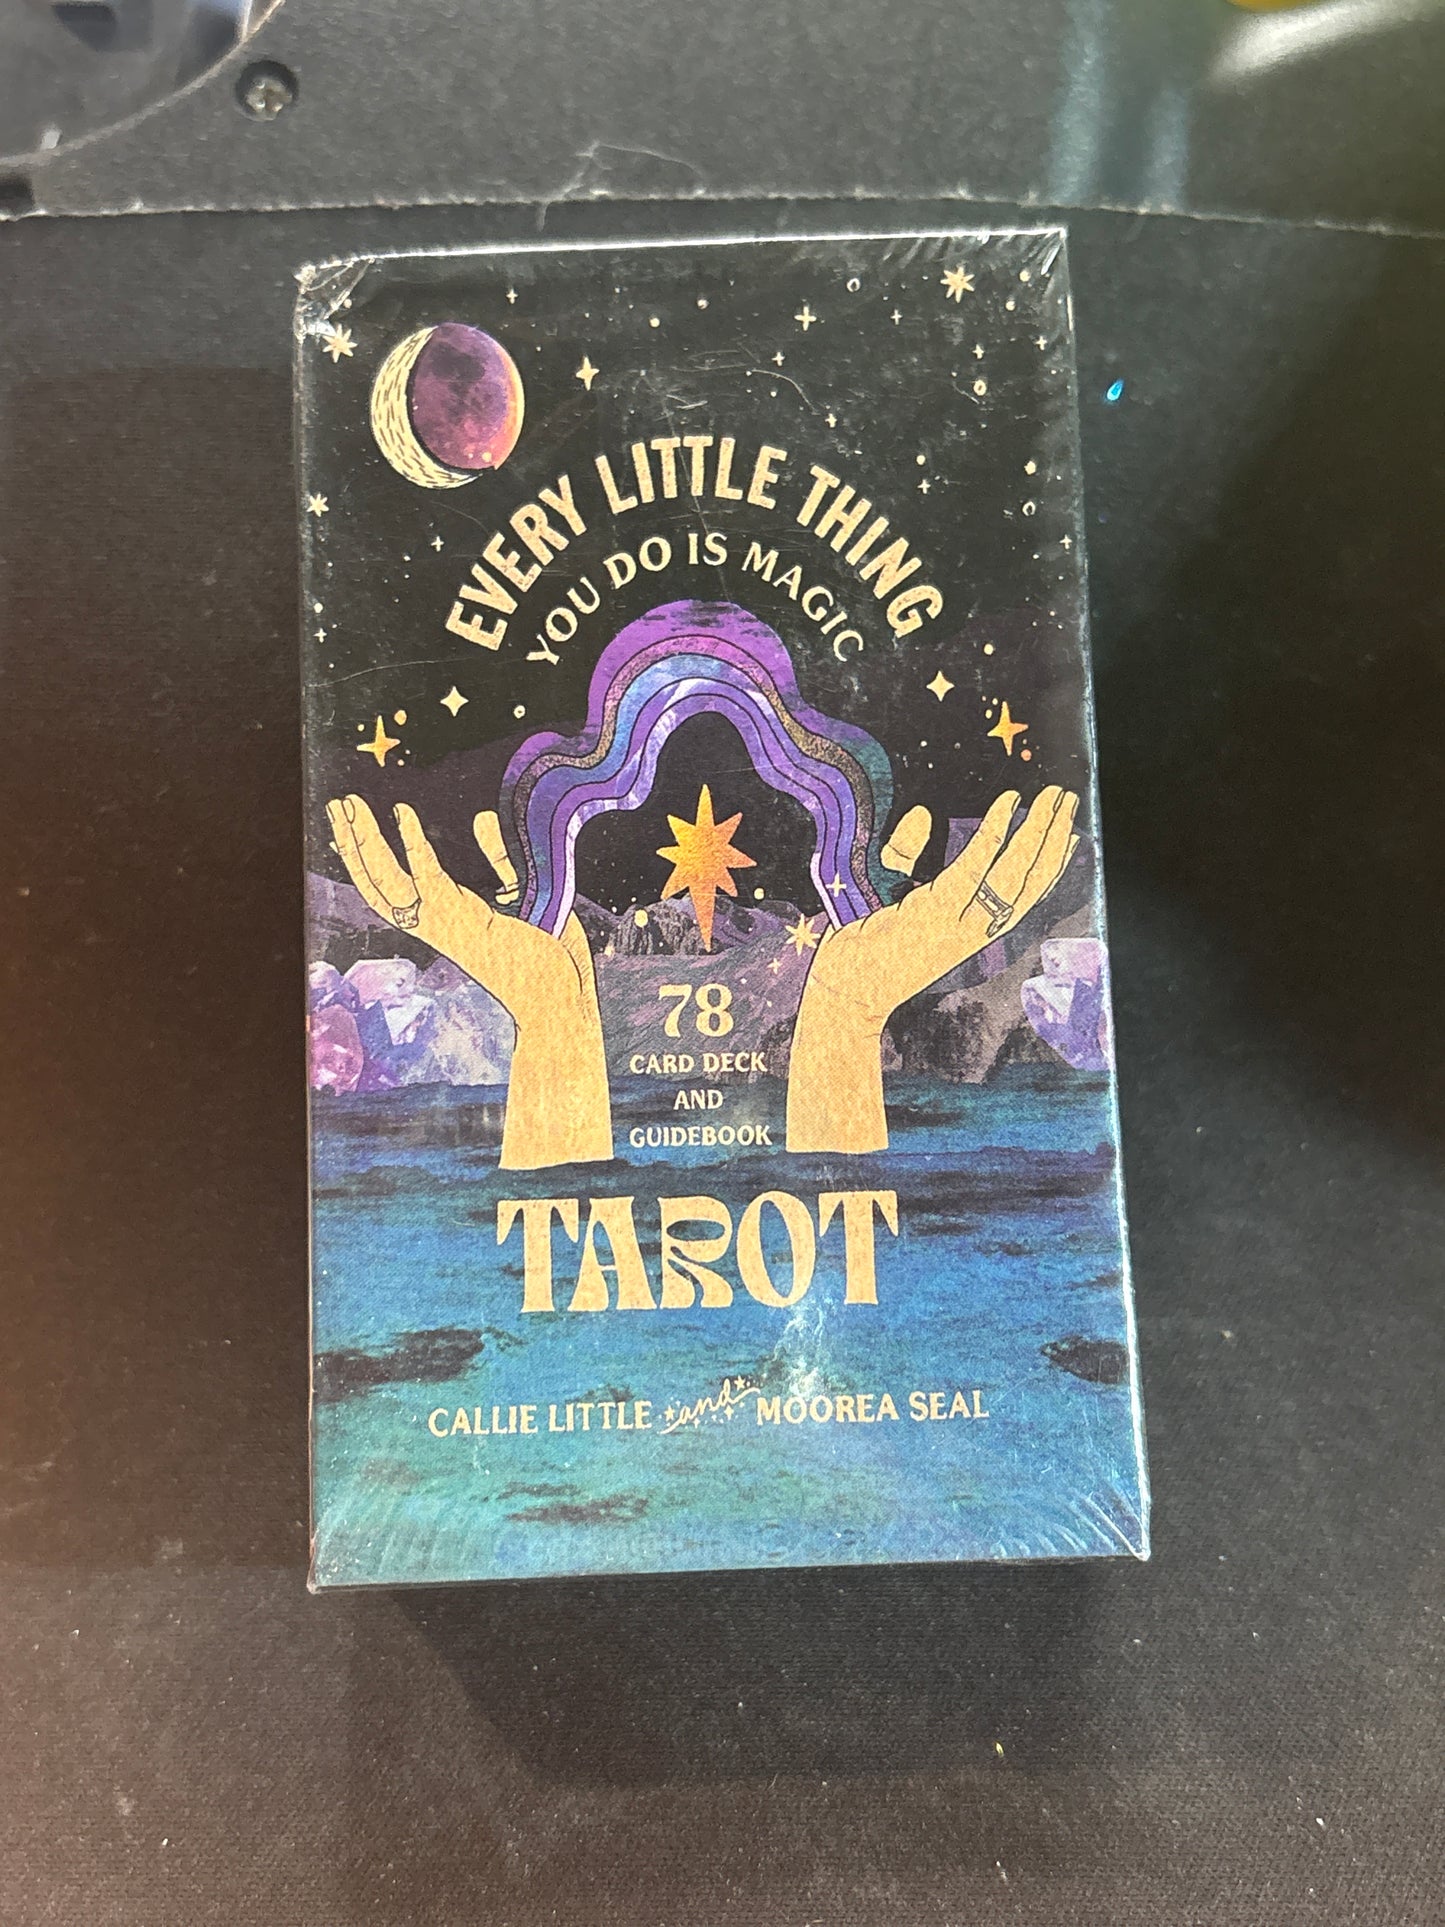 EVERY LITTLE THING
YOU DO IS MAGIC
78
CARD DECK
AND
GUIDEBOOK
TAROT
CALLIE LITTLE and MOOREA SEAL